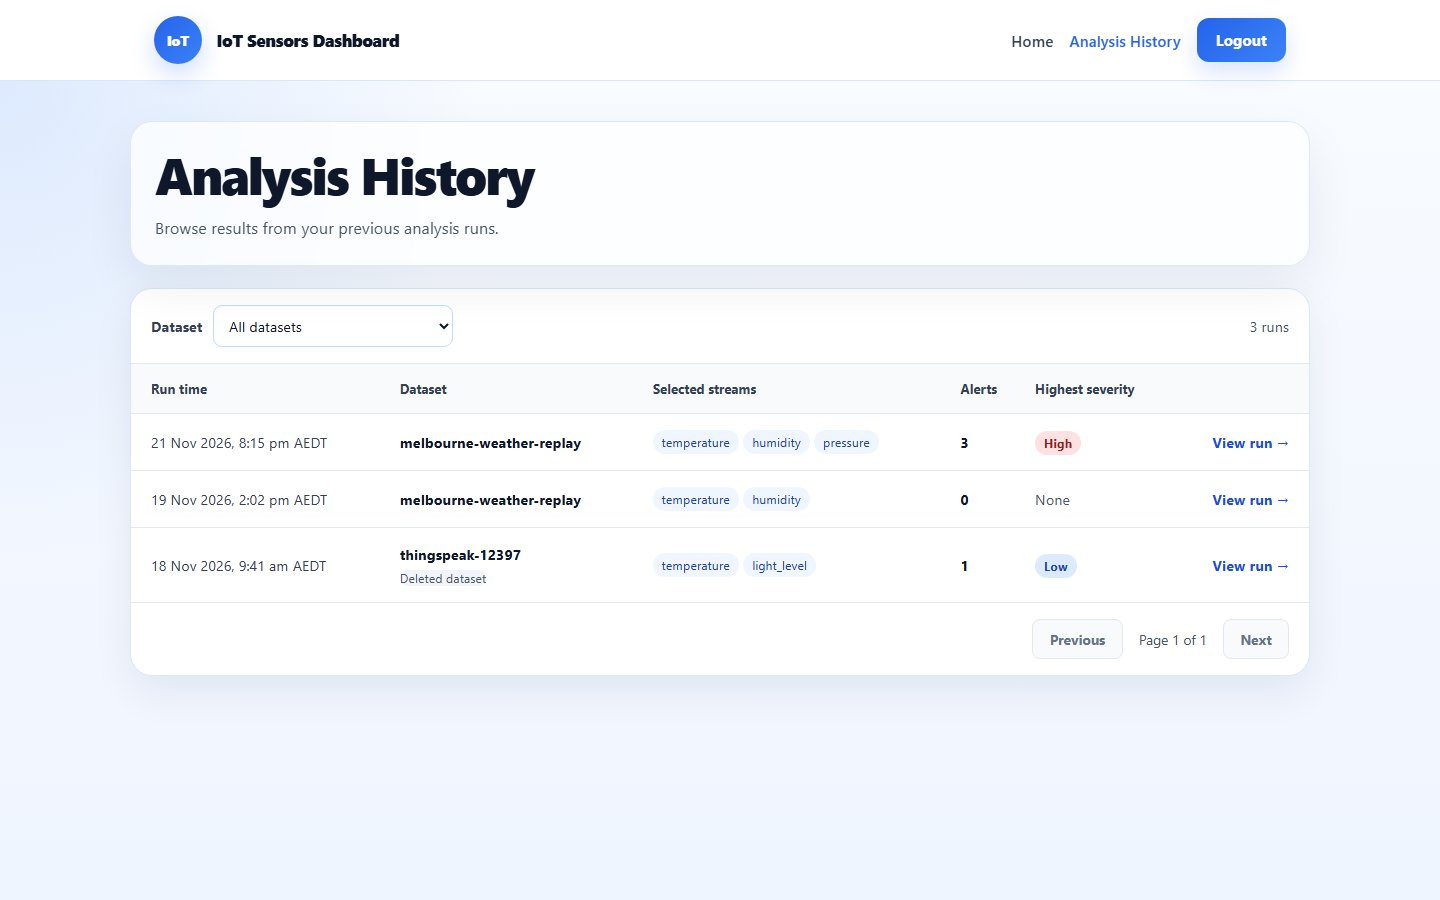 IoT IoT Sensors Dashboard Home Analysis History Logout
Analysis History
Browse results from your previous analysis runs.
Dataset All datasets 3 runs
Run time Dataset Selected streams Alerts Highest severity
21 Nov 2026, 8:15 pm AEDT melbourne-weather-replay temperature humidity pressure 3 High View run →
19 Nov 2026, 2:02 pm AEDT melbourne-weather-replay temperature humidity 0 None View run →
18 Nov 2026, 9:41 am AEDT thingspeak-12397 temperature light_level 1 Low View run →
Deleted dataset
Previous Page 1 of 1 Next